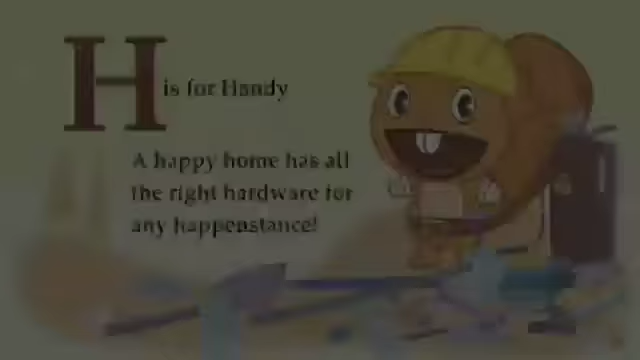 H is for Handy
A happy home has all
the right hardware for
any happenstance!